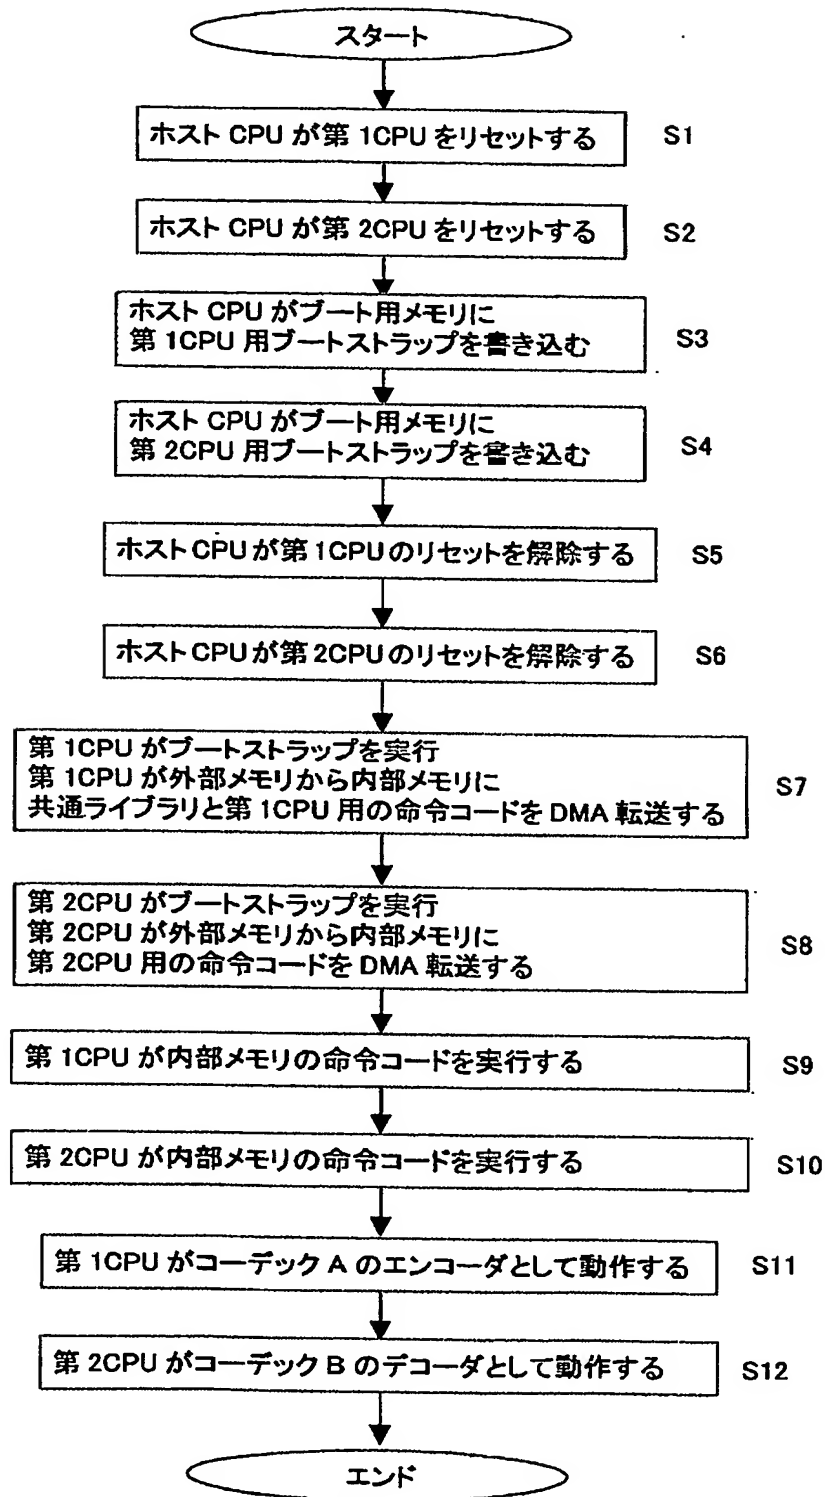 スタート
ホスト CPU が第 1CPU をリセットする S1
ホスト CPU が第 2CPU をリセットする S2
ホスト CPU がブート用メモリに
第 1CPU 用ブートストラップを書き込む S3
ホスト CPU がブート用メモリに
第 2CPU 用ブートストラップを書き込む S4
ホスト CPU が第 1CPU のリセットを解除する S5
ホスト CPU が第 2CPU のリセットを解除する S6
第 1CPU がブートストラップを実行
第 1CPU が外部メモリから内部メモリに
共通ライブラリと第 1CPU 用の命令コードを DMA 転送する S7
第 2CPU がブートストラップを実行
第 2CPU が外部メモリから内部メモリに
第 2CPU 用の命令コードを DMA 転送する S8
第 1CPU が内部メモリの命令コードを実行する S9
第 2CPU が内部メモリの命令コードを実行する S10
第 1CPU がコーデック A のエンコーダとして動作する S11
第 2CPU がコーデック B のデコーダとして動作する S12
エンド